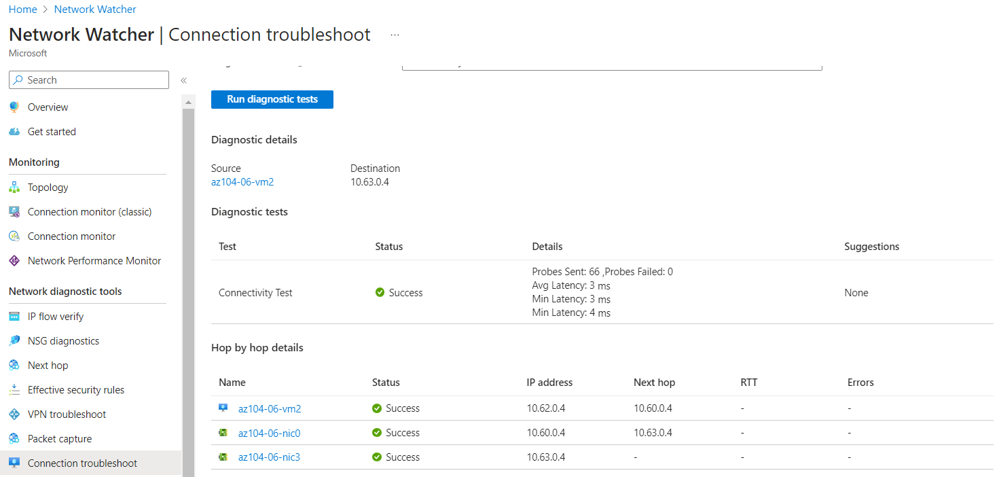 Home > Network Watcher
Network Watcher | Connection troubleshoot ...
Microsoft
Search
«
Overview
Get started
Monitoring
Topology
Connection monitor (classic)
Connection monitor
Network Performance Monitor
Network diagnostic tools
IP flow verify
NSG diagnostics
Next hop
Effective security rules
VPN troubleshoot
Packet capture
Connection troubleshoot
Run diagnostic tests
Diagnostic details
Source Destination
az104-06-vm2 10.63.0.4
Diagnostic tests
Test Status Details Suggestions
Connectivity Test Success
Probes Sent: 66 ,Probes Failed: 0
Avg Latency: 3 ms
Min Latency: 3 ms
Min Latency: 4 ms
None
Hop by hop details
Name Status IP address Next hop RTT Errors
az104-06-vm2 Success 10.62.0.4 10.60.0.4 - -
az104-06-nic0 Success 10.60.0.4 10.63.0.4 - -
az104-06-nic3 Success 10.63.0.4 - - -